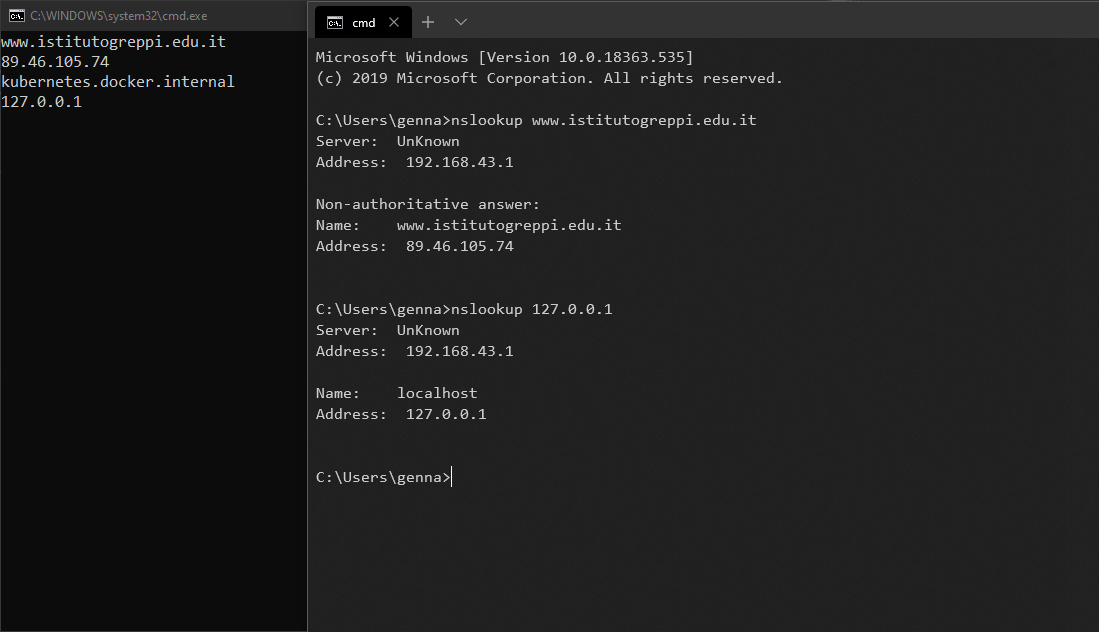 C:\WINDOWS\system32\cmd.exe
www.istitutogreppi.edu.it
89.46.105.74
kubernetes.docker.internal
127.0.0.1
cmd
Microsoft Windows [Version 10.0.18363.535]
(c) 2019 Microsoft Corporation. All rights reserved.
C:\Users\genna>nslookup www.istitutogreppi.edu.it
Server:  UnKnown
Address:  192.168.43.1
Non-authoritative answer:
Name:    www.istitutogreppi.edu.it
Address:  89.46.105.74
C:\Users\genna>nslookup 127.0.0.1
Server:  UnKnown
Address:  192.168.43.1
Name:    localhost
Address:  127.0.0.1
C:\Users\genna>